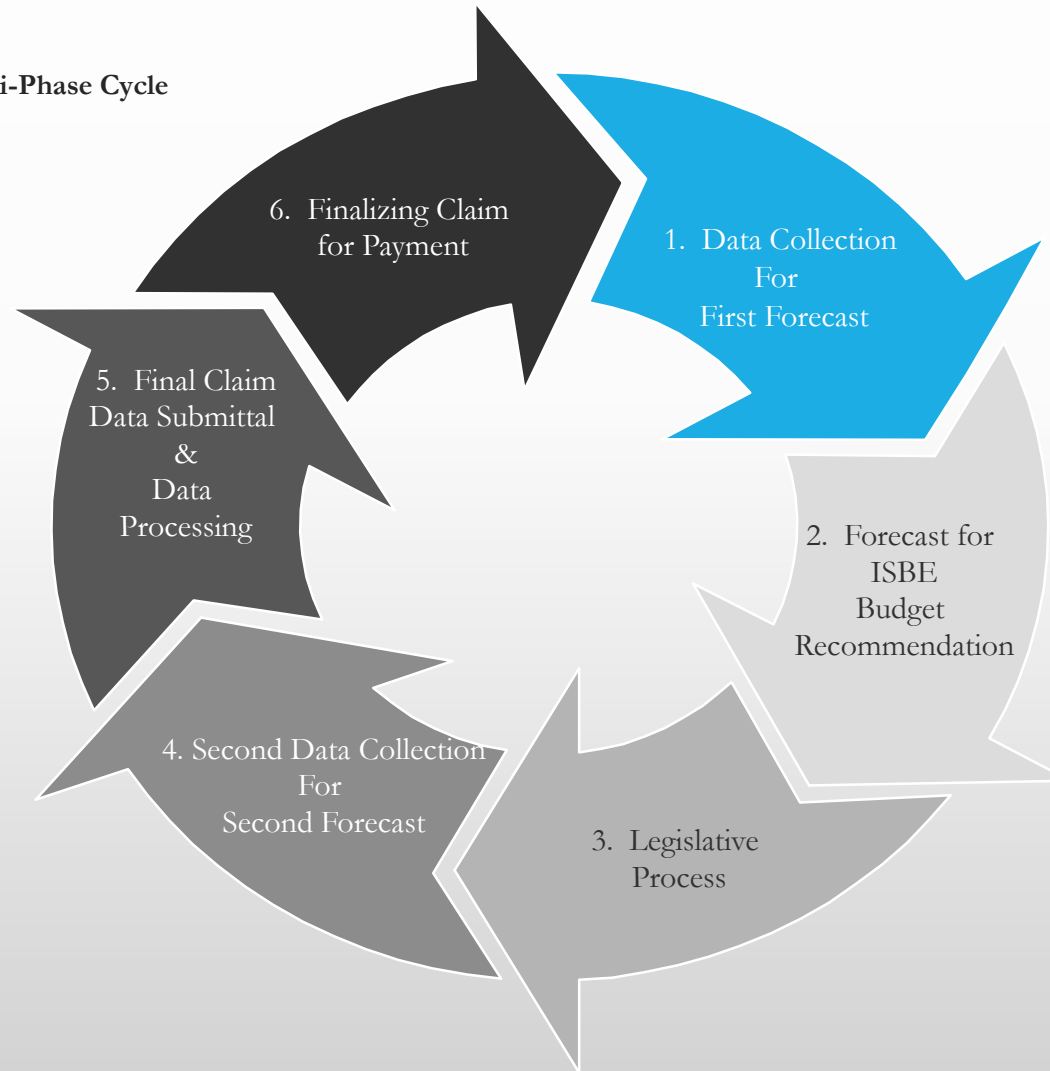 i-Phase Cycle
6. Finalizing Claim
for Payment
1. Data Collection
For
First Forecast
5. Final Claim
Data Submittal
&
Data
Processing
2. Forecast for
ISBE
Budget
Recommendation
4. Second Data Collection
For
Second Forecast
3. Legislative
Process